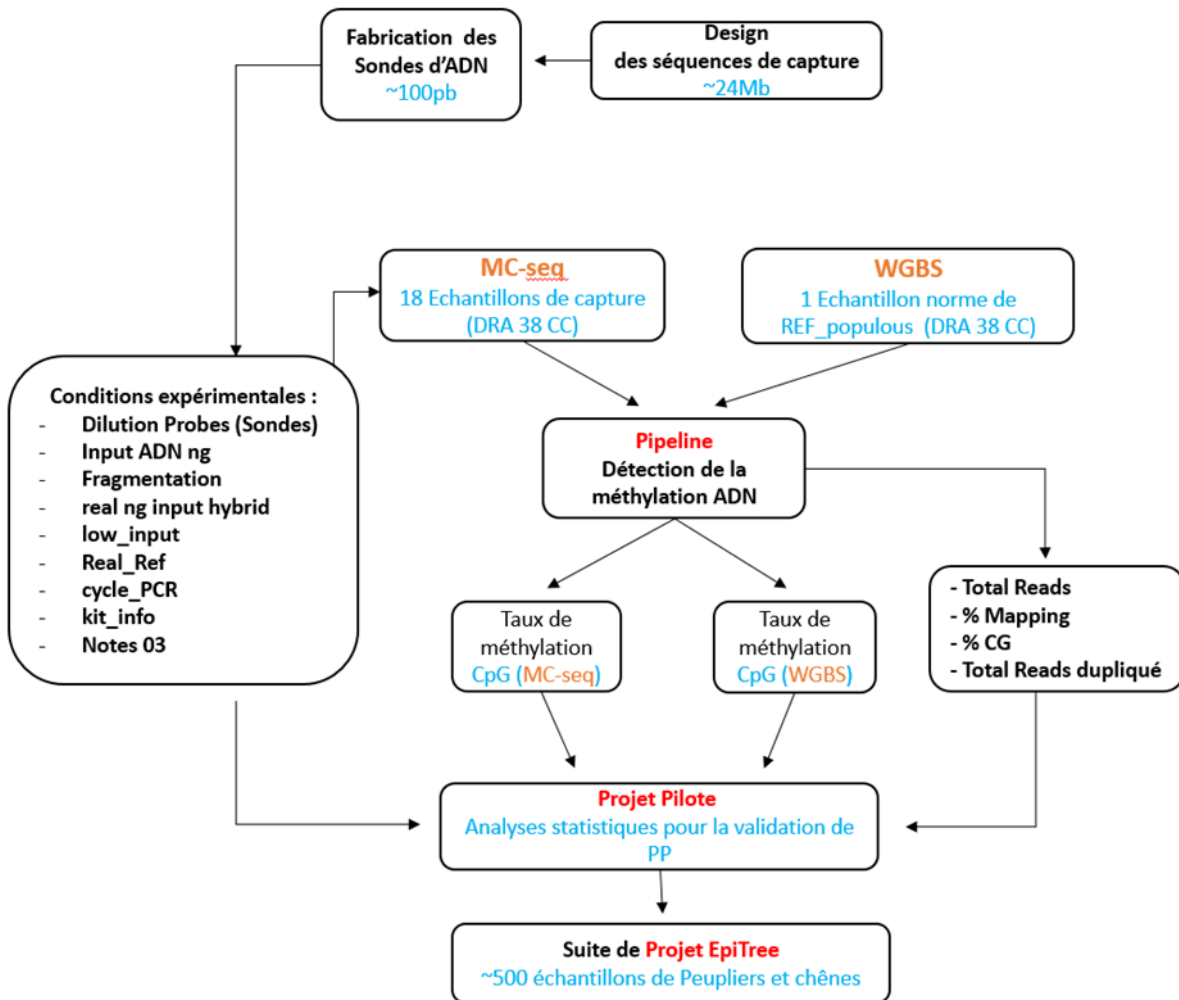 Fabrication des
Sondes d'ADN
~100pb
Design
des séquences de capture
~24Mb
MC-seq
18 Echantillons de capture
(DRA 38 CC)
WGBS
1 Echantillon norme de
REF_populous (DRA 38 CC)
Conditions expérimentales :
- Dilution Probes (Sondes)
- Input ADN ng
- Fragmentation
- real ng input hybrid
- low_input
- Real_Ref
- cycle_PCR
- kit_info
- Notes 03
Pipeline
Détection de la
méthylation ADN
Taux de
méthylation
CpG (MC-seq)
Taux de
méthylation
CpG (WGBS)
- Total Reads
- % Mapping
- % CG
- Total Reads dupliqué
Projet Pilote
Analyses statistiques pour la validation de
PP
Suite de Projet EpiTree
~500 échantillons de Peupliers et chênes